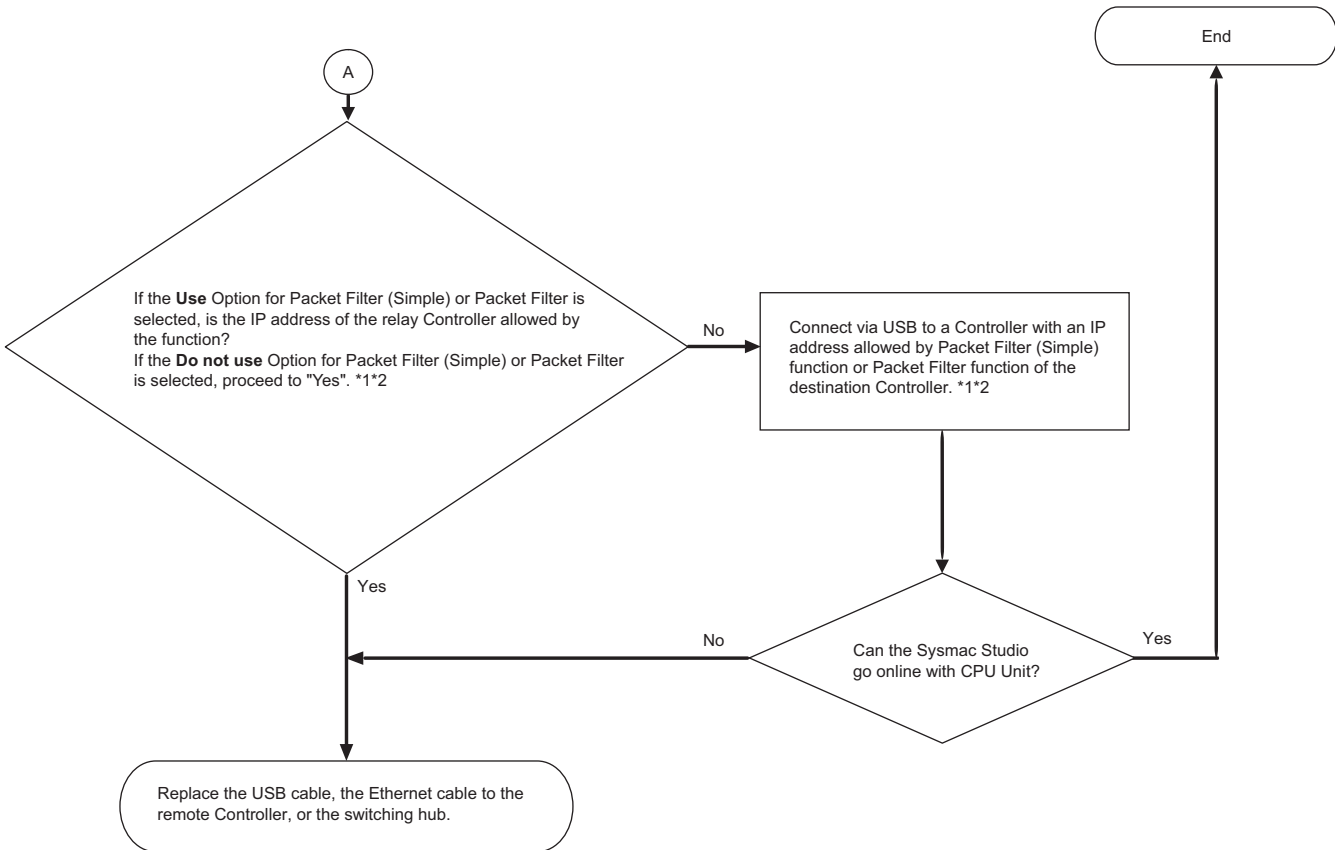 End
A
If the Use Option for Packet Filter (Simple) or Packet Filter is
selected, is the IP address of the relay Controller allowed by
the function?
If the Do not use Option for Packet Filter (Simple) or Packet Filter
is selected, proceed to "Yes". *1*2
No
Connect via USB to a Controller with an IP
address allowed by Packet Filter (Simple)
function or Packet Filter function of the
destination Controller. *1*2
Yes
No
Can the Sysmac Studio
go online with CPU Unit?
Yes
Replace the USB cable, the Ethernet cable to the
remote Controller, or the switching hub.